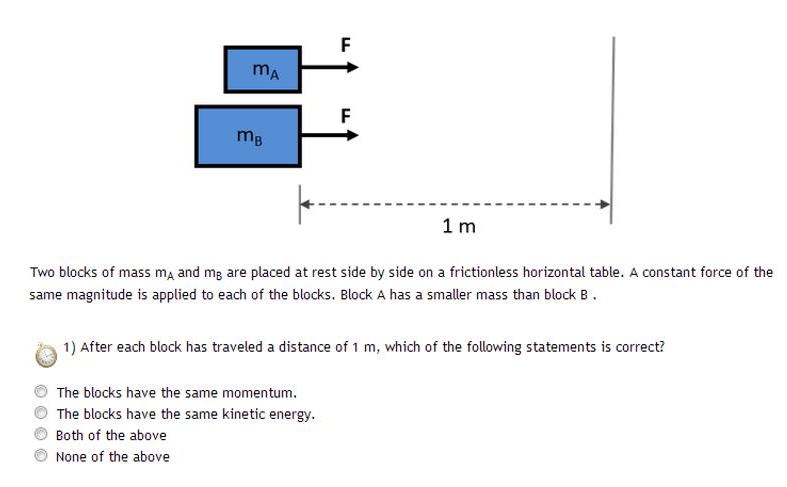 F
mA
F
mB
1 m
Two blocks of mass mA and mB are placed at rest side by side on a frictionless horizontal table. A constant force of the
same magnitude is applied to each of the blocks. Block A has a smaller mass than block B .
1) After each block has traveled a distance of 1 m, which of the following statements is correct?
The blocks have the same momentum.
The blocks have the same kinetic energy.
Both of the above
None of the above